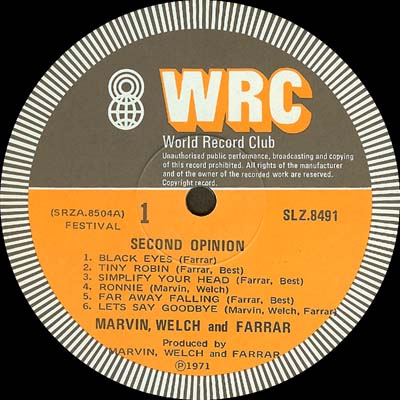 WRC
World Record Club
Unauthorised public performance, broadcasting and copying
of this record prohibited. All rights of the manufacturer
and of the owner of the recorded work are reserved.
Copyright record.
(SRZA.8504A) 1 SLZ.8491
FESTIVAL
SECOND OPINION
1. BLACK EYES (Farrar)
2. TINY ROBIN (Farrar, Best)
3. SIMPLIFY YOUR HEAD (Farrar, Best)
4. RONNIE (Marvin, Welch)
5. FAR AWAY FALLING (Farrar, Best)
6. LETS SAY GOODBYE (Marvin, Welch, Farrar)
MARVIN, WELCH and FARRAR
Produced by
MARVIN, WELCH and FARRAR
Ⓟ1971